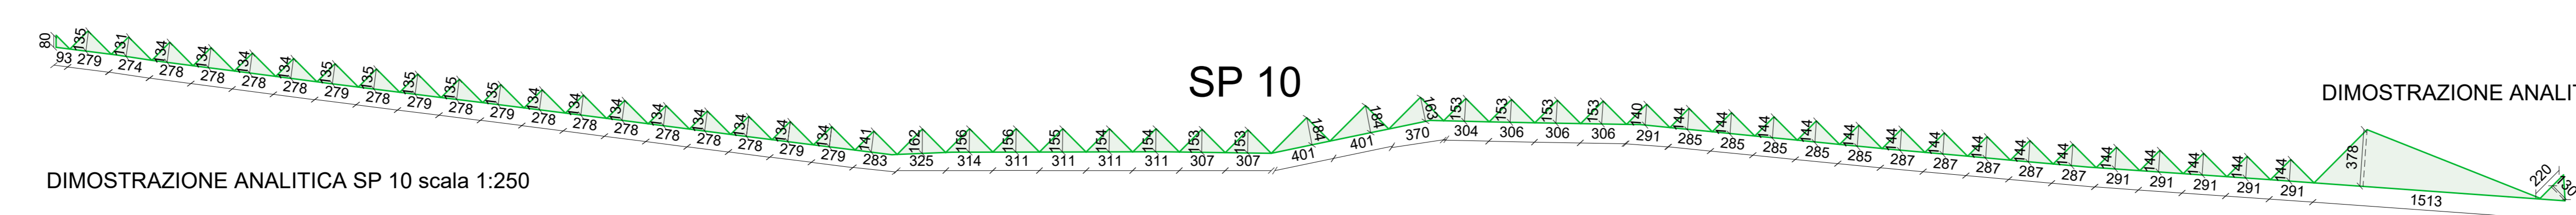 SP 10
DIMOSTRAZIONE ANALIT
80 135 131 134 134 134 134 135 135 135 135 135 134 134 134 134 134 134 134 134 141 162 156 156 155 154 154 153 153 184 184 163 153 153 153 153 140 144 144 144 144 144 144 144 144 144 144 144 144 144 144 144 378 220 130
93 279 274 278 278 278 278 279 278 279 278 279 278 278 278 278 278 278 279 279 283 325 314 311 311 311 311 307 307 401 401 370 304 306 306 306 291 285 285 285 285 285 287 287 287 287 287 291 291 291 291 291 1513
DIMOSTRAZIONE ANALITICA SP 10 scala 1:250